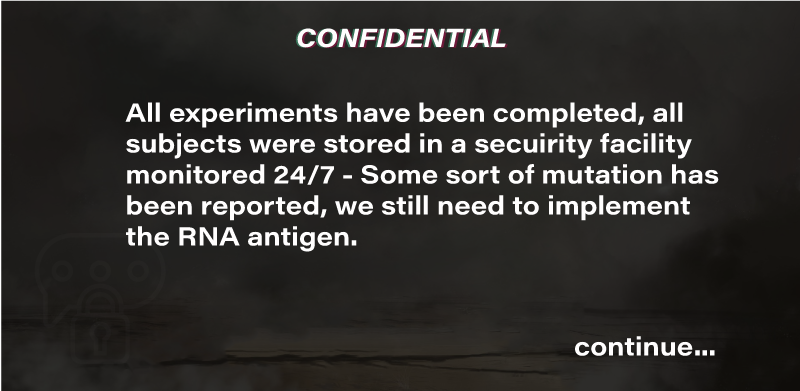 CONFIDENTIAL
All experiments have been completed, all
subjects were stored in a secuirity facility
monitored 24/7 - Some sort of mutation has
been reported, we still need to implement
the RNA antigen.
continue...